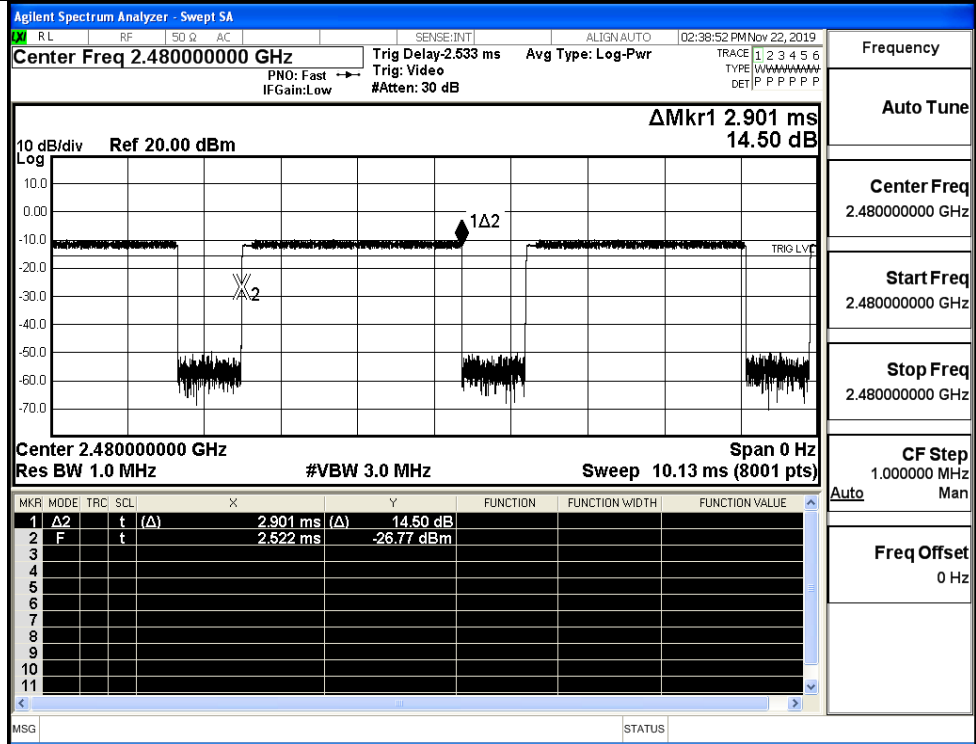 Agilent Spectrum Analyzer - Swept SA
LXI RL RF 50 Ω AC SENSE:INT ALIGN AUTO 02:38:52 PM Nov 22, 2019
Center Freq 2.480000000 GHz
PNO: Fast
IFGain:Low
Trig Delay-2.533 ms
Trig: Video
#Atten: 30 dB
Avg Type: Log-Pwr
TRACE 1 2 3 4 5 6
TYPE
DET P P P P P P
ΔMkr1 2.901 ms
14.50 dB
10 dB/div Ref 20.00 dBm
Log
10.0
0.00
-10.0
-20.0
-30.0
-40.0
-50.0
-60.0
-70.0
1Δ2
2
TRIG LVL
Center 2.480000000 GHz Span 0 Hz
Res BW 1.0 MHz #VBW 3.0 MHz Sweep 10.13 ms (8001 pts)
MKR MODE TRC SCL X Y FUNCTION FUNCTION WIDTH FUNCTION VALUE
1 Δ2 t (Δ) 2.901 ms (Δ) 14.50 dB
2 F t 2.522 ms -26.77 dBm
3
4
5
6
7
8
9
10
11
MSG STATUS
Frequency
Auto Tune
Center Freq
2.480000000 GHz
Start Freq
2.480000000 GHz
Stop Freq
2.480000000 GHz
CF Step
1.000000 MHz
Auto Man
Freq Offset
0 Hz